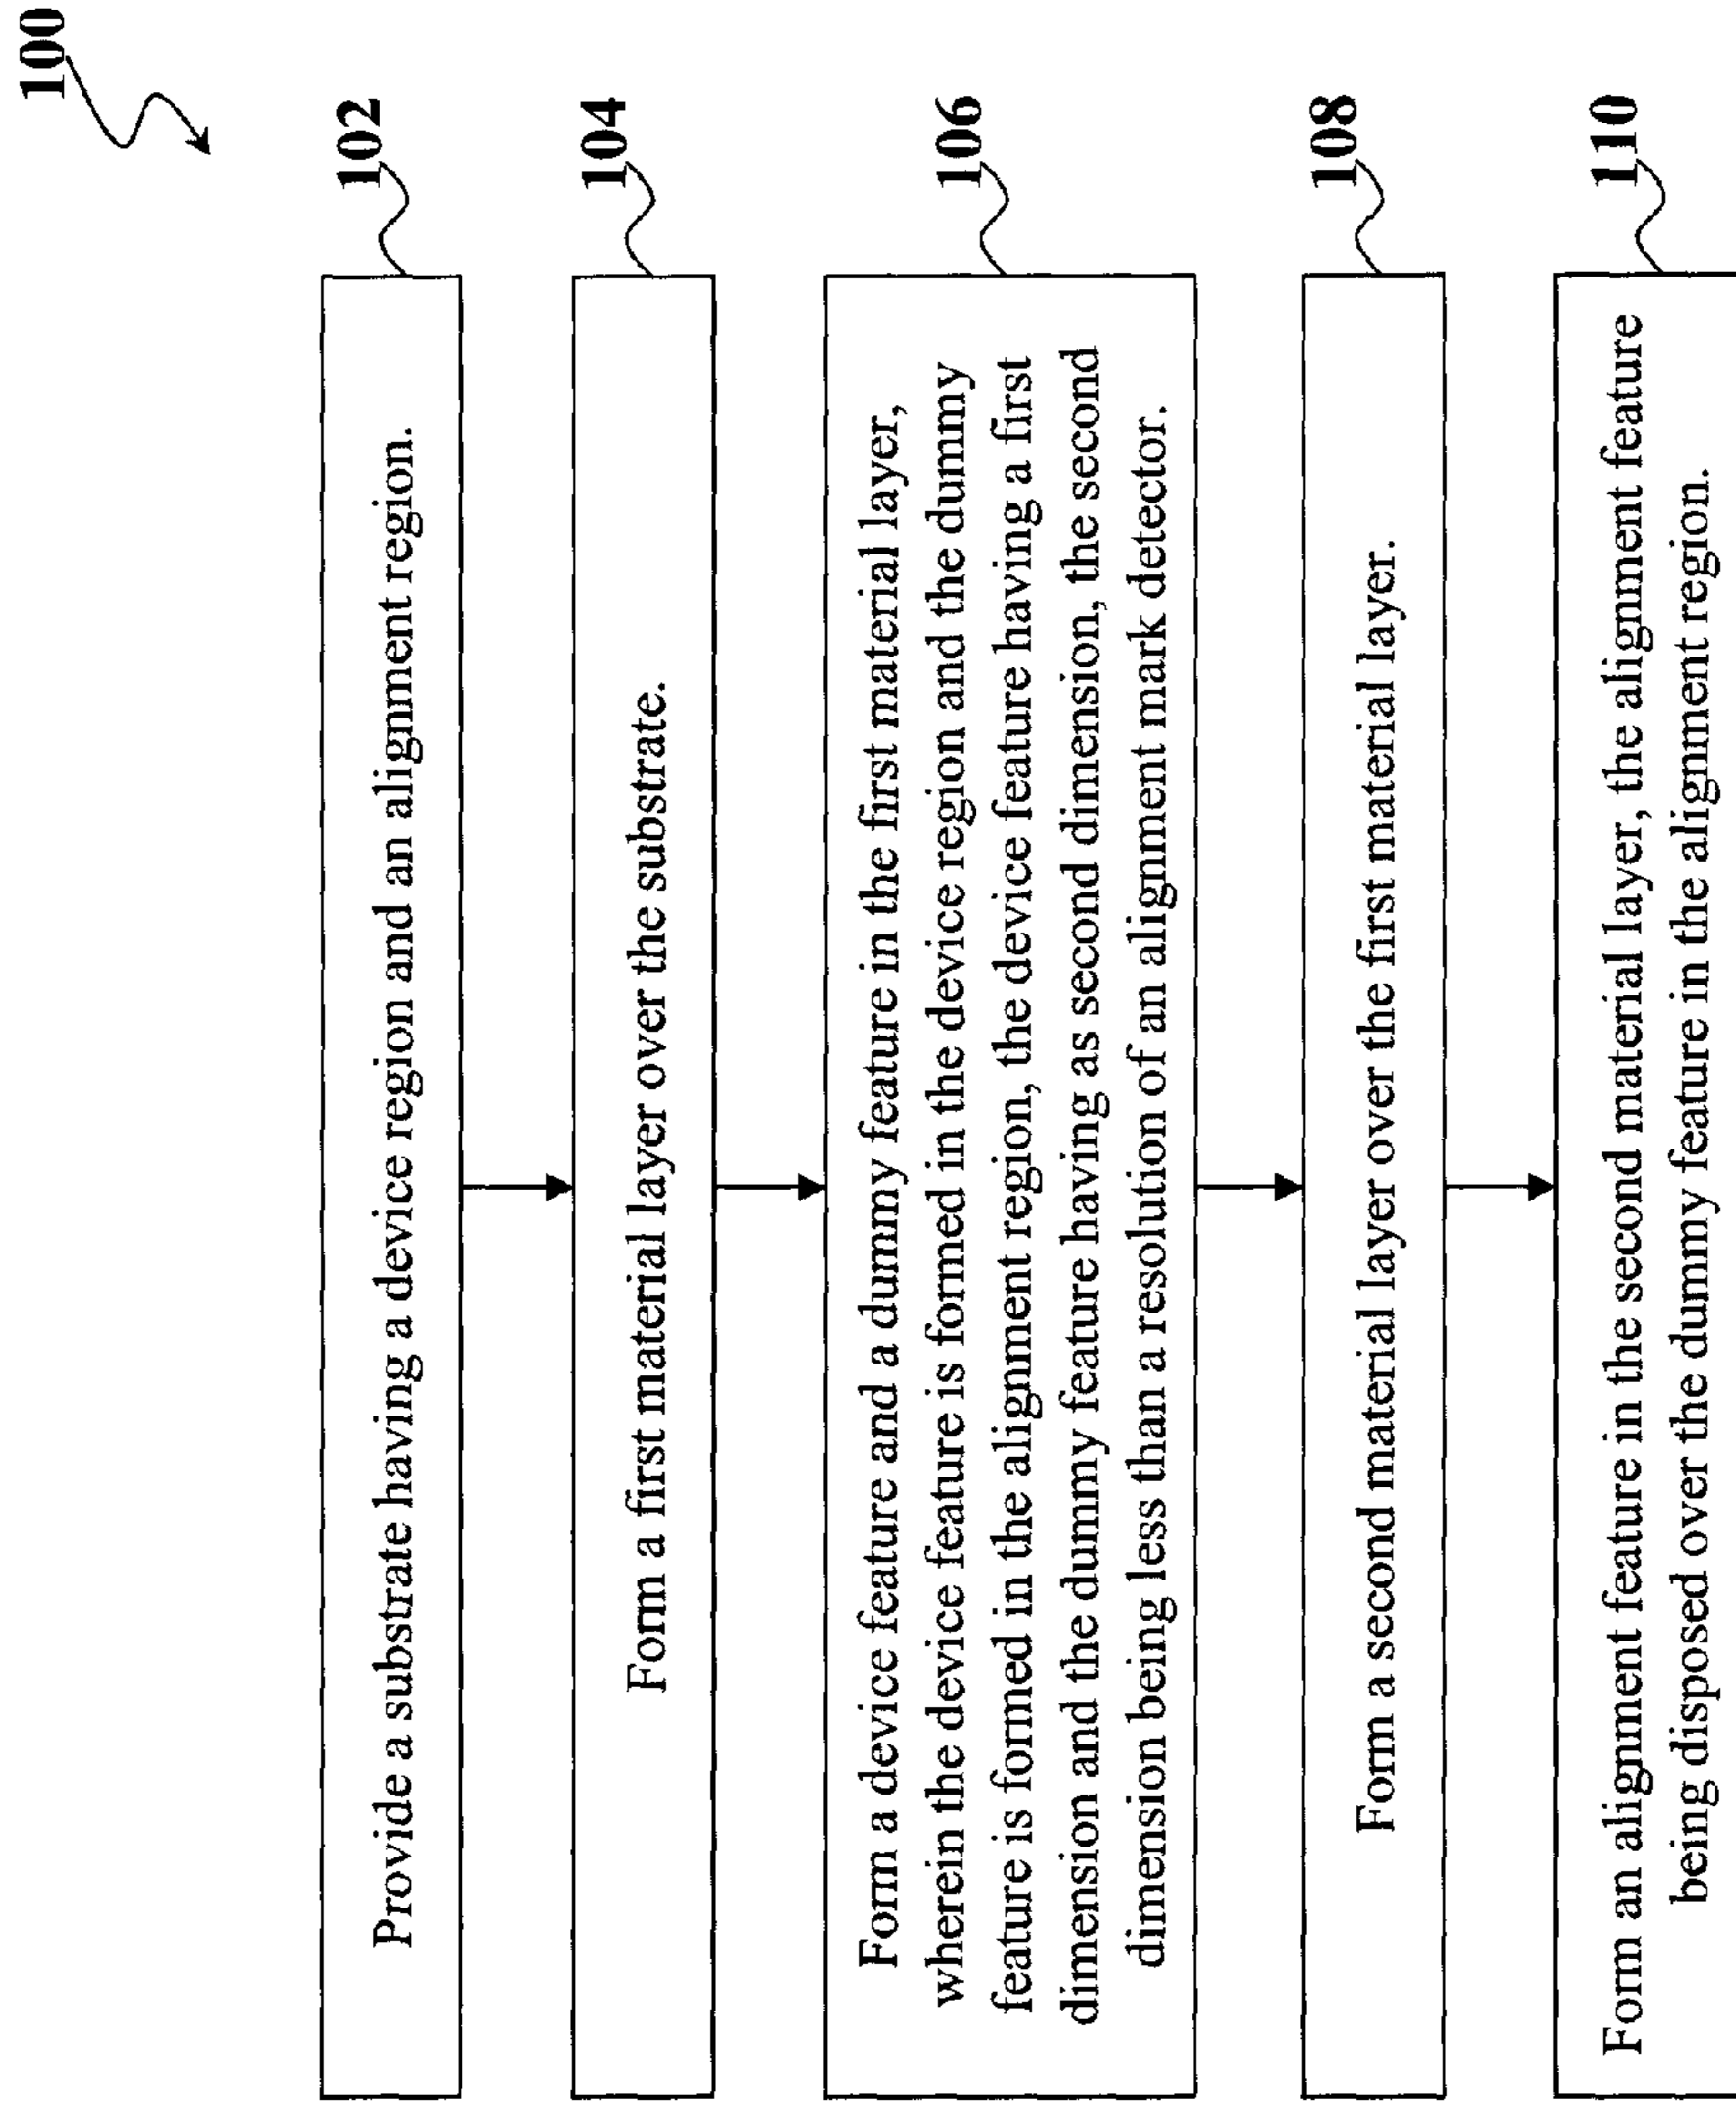 100
102
Provide a substrate having a device region and an alignment region.
104
Form a first material layer over the substrate.
106
Form a device feature and a dummy feature in the first material layer,
wherein the device feature is formed in the device region and the dummy
feature is formed in the alignment region, the device feature having a first
dimension and the dummy feature having as second dimension, the second
dimension being less than a resolution of an alignment mark detector.
108
Form a second material layer over the first material layer.
110
Form an alignment feature in the second material layer, the alignment feature
being disposed over the dummy feature in the alignment region.